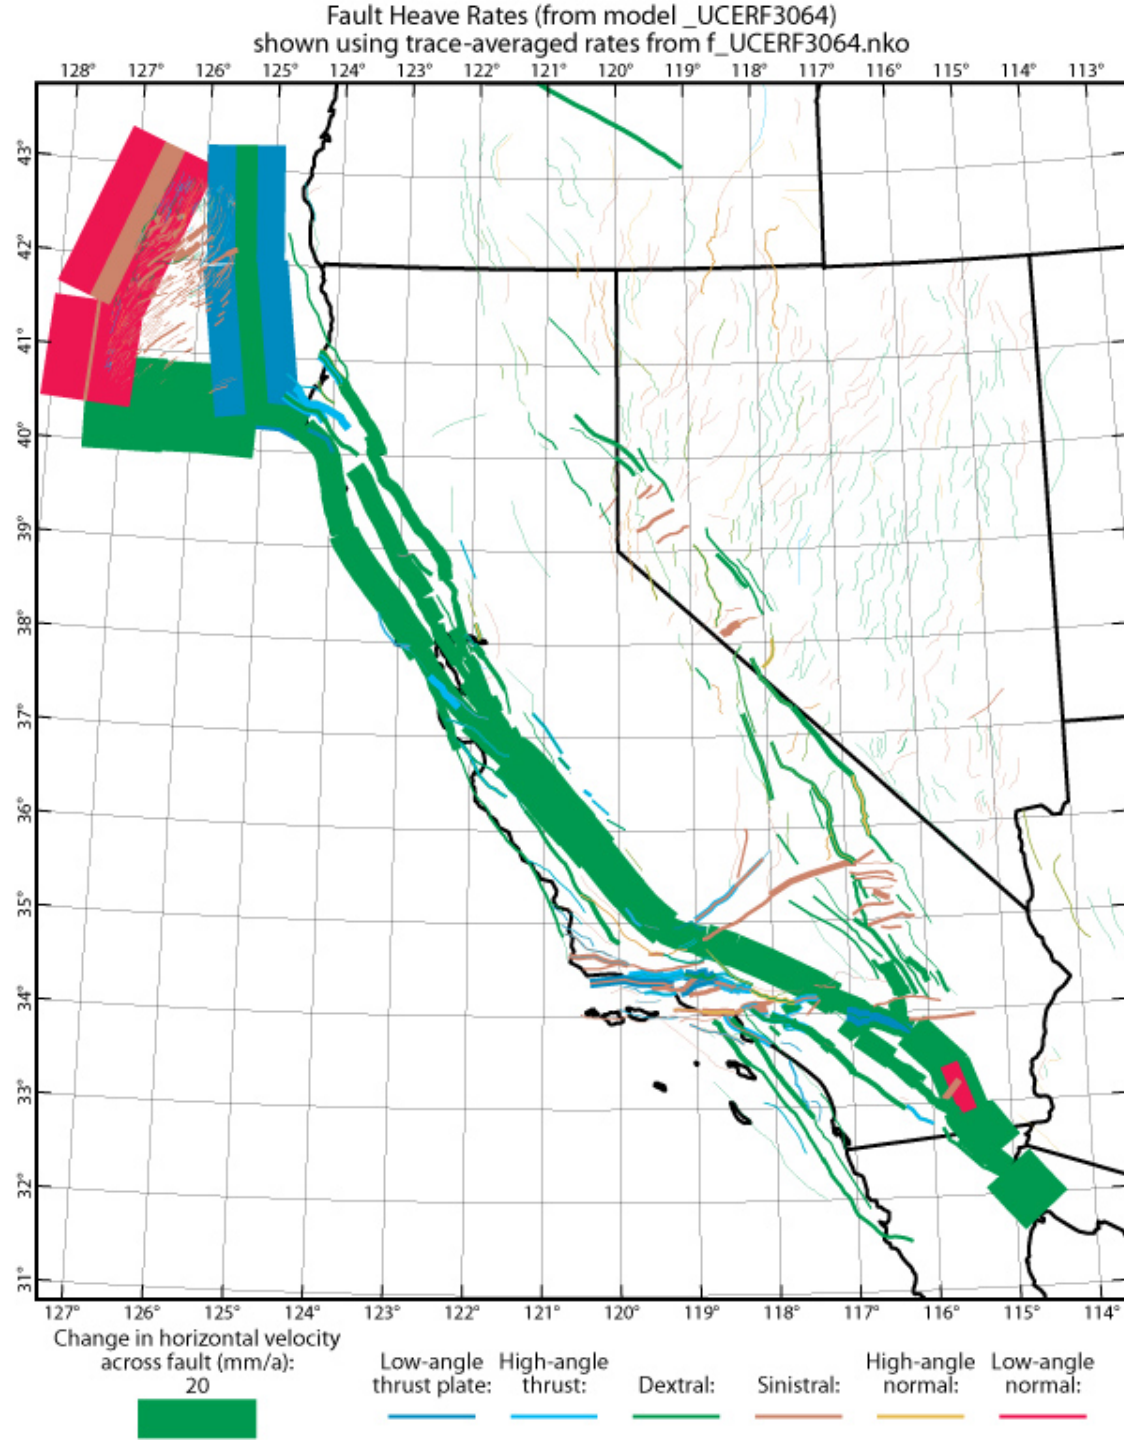 Fault Heave Rates (from model _UCERF3064)
shown using trace-averaged rates from f_UCERF3064.nko
128° 127° 126° 125° 124° 123° 122° 121° 120° 119° 118° 117° 116° 115° 114° 113°
43°
42°
41°
40°
39°
38°
37°
36°
35°
34°
33°
32°
31°
127° 126° 125° 124° 123° 122° 121° 120° 119° 118° 117° 116° 115° 114°
Change in horizontal velocity
across fault (mm/a):
20
Low-angle
thrust plate:
High-angle
thrust:
Dextral:
Sinistral:
High-angle
normal:
Low-angle
normal: